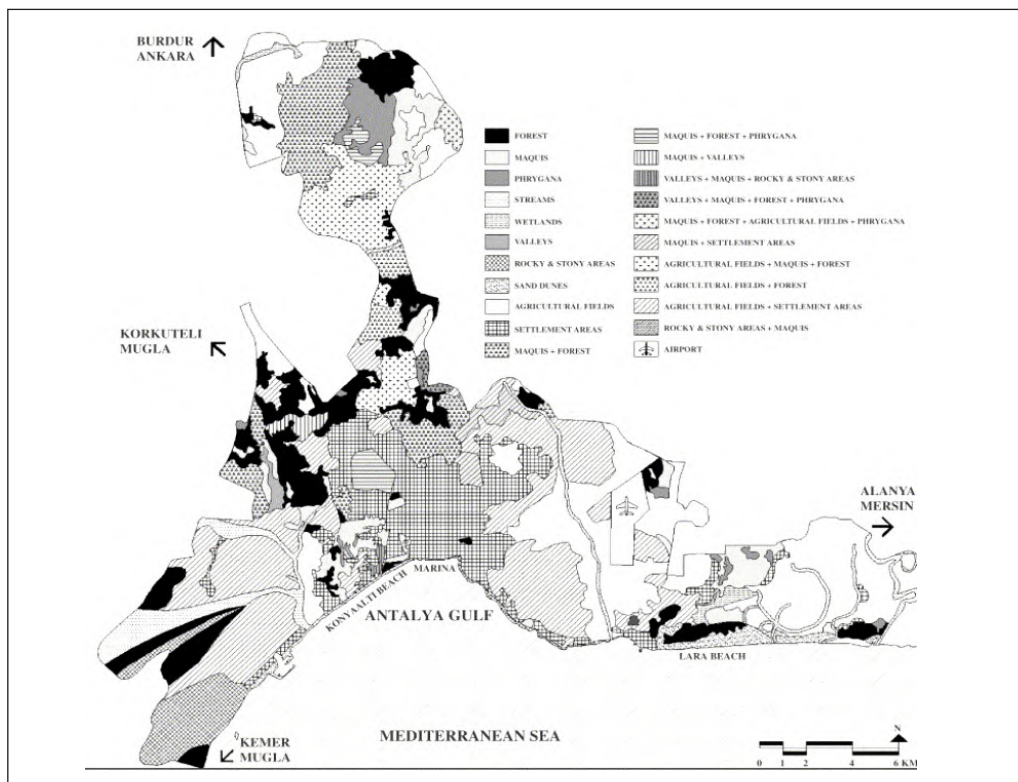 BURDUR
ANKARA
FOREST
MAQUIS
PHRYGANA
STREAMS
WETLANDS
VALLEYS
ROCKY & STONY AREAS
SAND DUNES
AGRICULTURAL FIELDS
SETTLEMENT AREAS
MAQUIS + FOREST
MAQUIS + FOREST + PHRYGANA
MAQUIS + VALLEYS
VALLEYS + MAQUIS + ROCKY & STONY AREAS
VALLEYS + MAQUIS + FOREST + PHRYGANA
MAQUIS + FOREST + AGRICULTURAL FIELDS + PHRYGANA
MAQUIS + SETTLEMENT AREAS
AGRICULTURAL FIELDS + MAQUIS + FOREST
AGRICULTURAL FIELDS + FOREST
AGRICULTURAL FIELDS + SETTLEMENT AREAS
ROCKY & STONY AREAS + MAQUIS
AIRPORT
KORKUTELI
MUGLA
ALANYA
MERSIN
MARINA
KONYAALTI BEACH
ANTALYA GULF
LARA BEACH
MEDITERRANEAN SEA
KEMER
MUGLA
N
0 1 2 4 6 KM